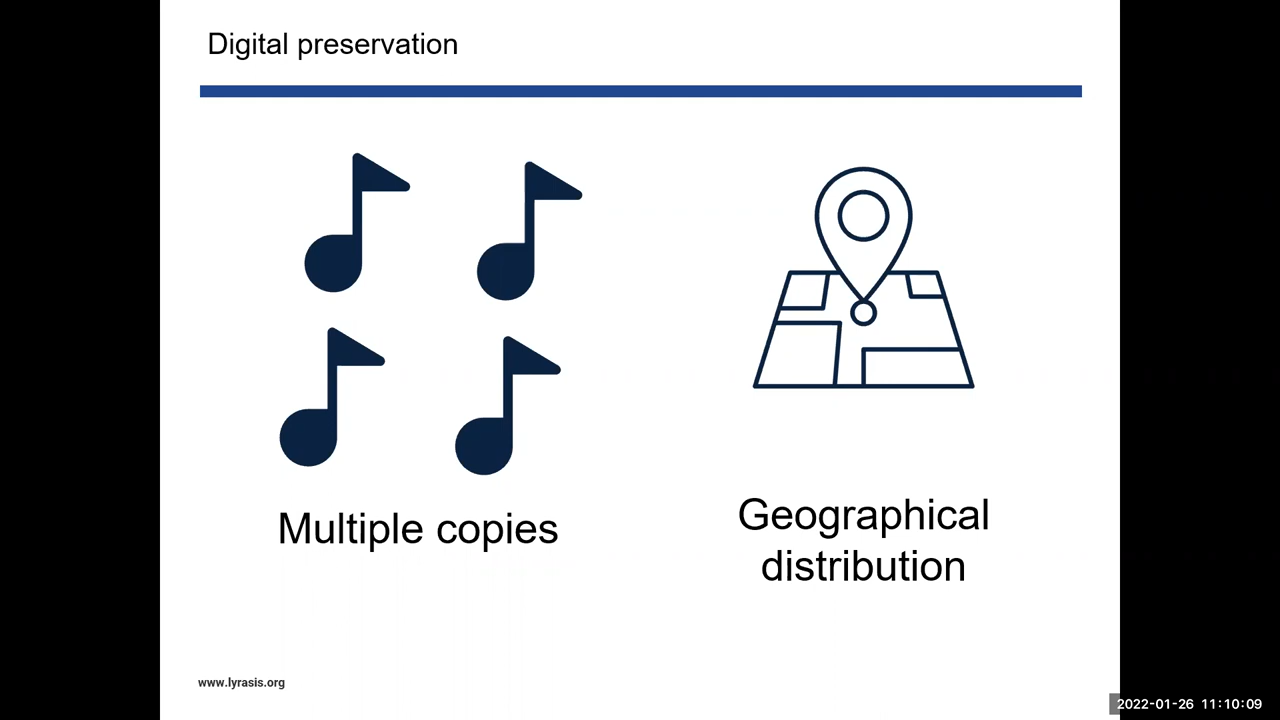 Digital preservation
Multiple copies
Geographical
distribution
www.lyrasis.org
2022-01-26 11:10:09